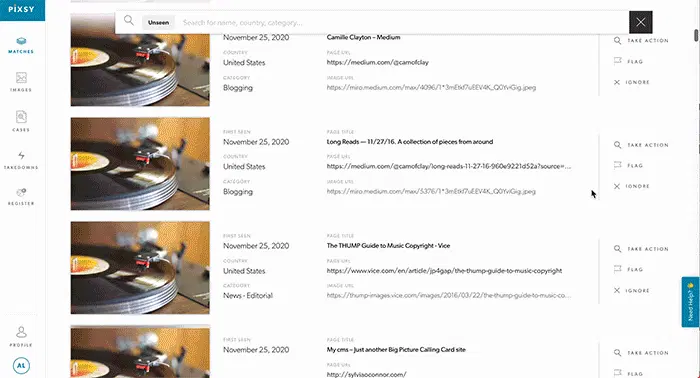 PIXSY
Unseen
Search for name, country, category...
MATCHES
IMAGES
CASES
TAKEDOWNS
REGISTER
PROFILE
AL
November 25, 2020
Camille Clayton – Medium
COUNTRY
PAGE URL
United States
https://medium.com/@camofclay
CATEGORY
IMAGE URL
Blogging
https://miro.medium.com/max/4096/1*3mEtkf7uEEV4K_Q0YvGig.jpeg
TAKE ACTION
FLAG
IGNORE
FIRST SEEN
PAGE TITLE
November 25, 2020
Long Reads — 11/27/16. A collection of pieces from around
COUNTRY
PAGE URL
United States
https://medium.com/@camofclay/long-reads-11-27-16-960e9221d52a?source=...
CATEGORY
IMAGE URL
Blogging
https://miro.medium.com/max/5376/1*3mEtkf7uEEV4K_Q0YvGig.jpeg
TAKE ACTION
FLAG
IGNORE
FIRST SEEN
PAGE TITLE
November 25, 2020
The THUMP Guide to Music Copyright - Vice
COUNTRY
PAGE URL
United States
https://www.vice.com/en/article/jp4gap/the-thump-guide-to-music-copyright
CATEGORY
IMAGE URL
News - Editorial
https://thump-images.vice.com/images/2016/03/22/the-thump-guide-to-music-co...
TAKE ACTION
FLAG
IGNORE
FIRST SEEN
PAGE TITLE
November 25, 2020
My cms – Just another Big Picture Calling Card site
COUNTRY
PAGE URL
http://sylviaoconnor.com/
TAKE ACTION
FLAG
Need Help?